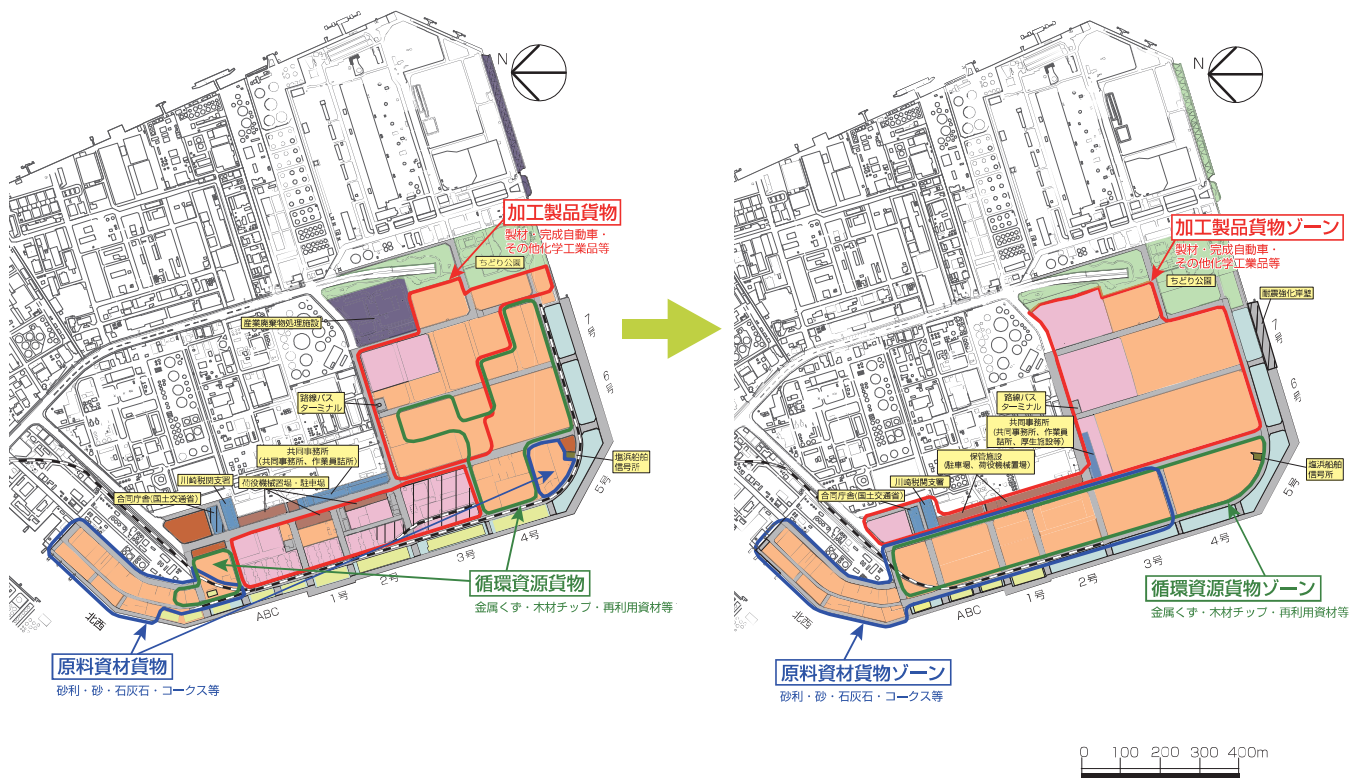 N
加工製品貨物
製材・完成自動車・
その他化学工業品等
ちどり公園
産業廃棄物処理施設
7号
6号
路線バス
ターミナル
共同事務所
(共同事務所、作業員詰所)
塩浜船舶
信号所
川崎税関支署
荷役機械置場・駐車場
合同庁舎(国土交通省)
5号
4号
3号
2号
1号
ABC
北西
循環資源貨物
金属くず・木材チップ・再利用資材等
原料資材貨物
砂利・砂・石灰石・コークス等
N
加工製品貨物ゾーン
製材・完成自動車・
その他化学工業品等
ちどり公園
耐震強化岸壁
7号
6号
路線バス
ターミナル
共同事務所
(共同事務所、作業員
詰所、厚生施設等)
保管施設
(駐車場、荷役機械置場)
塩浜船舶
信号所
川崎税関支署
合同庁舎(国土交通省)
5号
4号
3号
2号
1号
ABC
北西
循環資源貨物ゾーン
金属くず・木材チップ・再利用資材等
原料資材貨物ゾーン
砂利・砂・石灰石・コークス等
0 100 200 300 400m